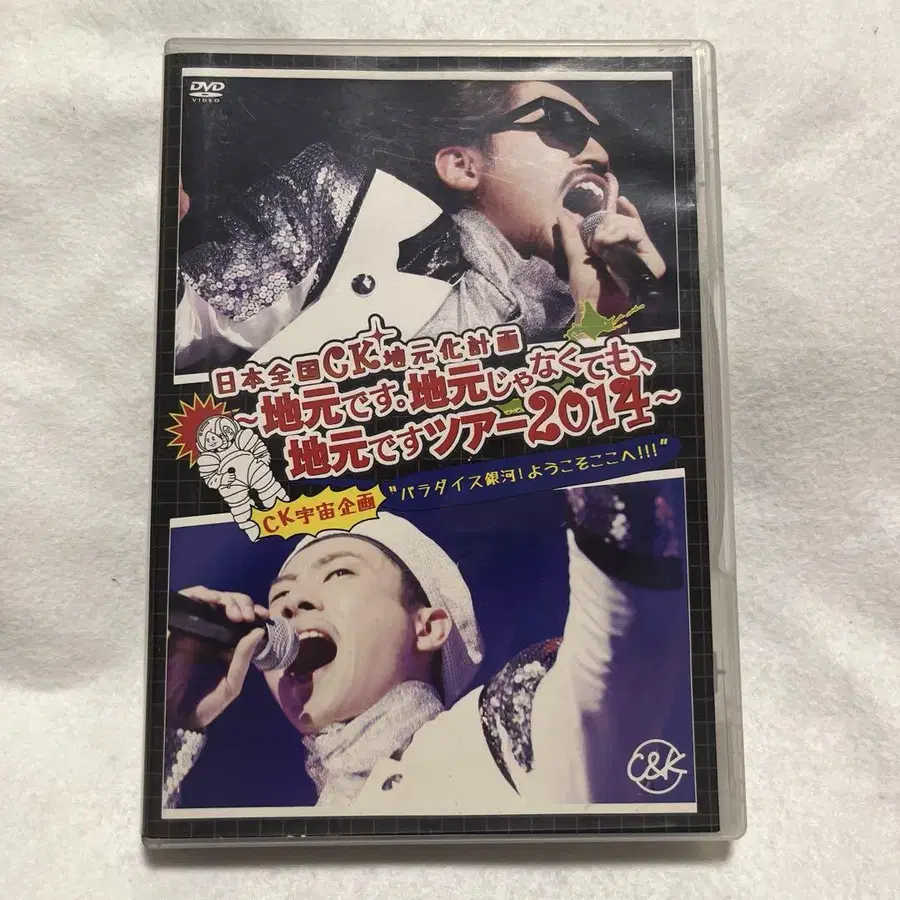 DVD
VIDEO
日本全国CK地元化計画
～地元です。地元じゃなくても、
地元ですツアー2014～
CK宇宙企画
"パラダイス銀河!ようこそここへ!!!"
C&K